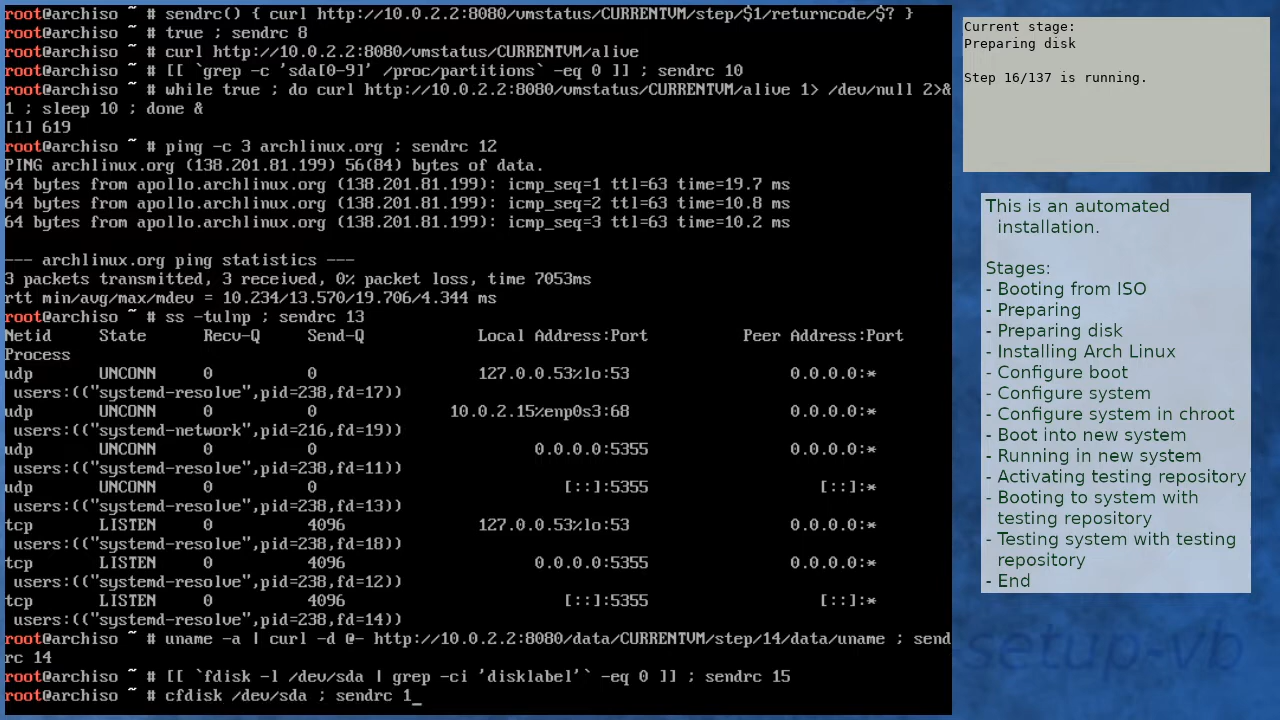 root@archiso ~ # sendrc() { curl http://10.0.2.2:8080/vmstatus/CURRENTVM/step/$1/returncode/$? }
root@archiso ~ # true ; sendrc 8
root@archiso ~ # curl http://10.0.2.2:8080/vmstatus/CURRENTVM/alive
root@archiso ~ # [[ `grep -c 'sda[0-9]' /proc/partitions` -eq 0 ]] ; sendrc 10
root@archiso ~ # while true ; do curl http://10.0.2.2:8080/vmstatus/CURRENTVM/alive 1> /dev/null 2>&
1 ; sleep 10 ; done &
[1] 619
root@archiso ~ # ping -c 3 archlinux.org ; sendrc 12
PING archlinux.org (138.201.81.199) 56(84) bytes of data.
64 bytes from apollo.archlinux.org (138.201.81.199): icmp_seq=1 ttl=63 time=19.7 ms
64 bytes from apollo.archlinux.org (138.201.81.199): icmp_seq=2 ttl=63 time=10.8 ms
64 bytes from apollo.archlinux.org (138.201.81.199): icmp_seq=3 ttl=63 time=10.2 ms

--- archlinux.org ping statistics ---
3 packets transmitted, 3 received, 0% packet loss, time 7053ms
rtt min/avg/max/mdev = 10.234/13.570/19.706/4.344 ms
root@archiso ~ # ss -tulnp ; sendrc 13
Netid State Recv-Q Send-Q Local Address:Port Peer Address:Port
Process
udp UNCONN 0 0 127.0.0.53%lo:53 0.0.0.0:*
users:(("systemd-resolve",pid=238,fd=17))
udp UNCONN 0 0 10.0.2.15%enp0s3:68 0.0.0.0:*
users:(("systemd-network",pid=216,fd=19))
udp UNCONN 0 0 0.0.0.0:5355 0.0.0.0:*
users:(("systemd-resolve",pid=238,fd=11))
udp UNCONN 0 0 [::]:5355 [::]:*
users:(("systemd-resolve",pid=238,fd=13))
tcp LISTEN 0 4096 127.0.0.53%lo:53 0.0.0.0:*
users:(("systemd-resolve",pid=238,fd=18))
tcp LISTEN 0 4096 0.0.0.0:5355 0.0.0.0:*
users:(("systemd-resolve",pid=238,fd=12))
tcp LISTEN 0 4096 [::]:5355 [::]:*
users:(("systemd-resolve",pid=238,fd=14))
root@archiso ~ # uname -a | curl -d @- http://10.0.2.2:8080/data/CURRENTVM/step/14/data/uname ; send
rc 14
root@archiso ~ # [[ `fdisk -l /dev/sda | grep -ci 'disklabel'` -eq 0 ]] ; sendrc 15
root@archiso ~ # cfdisk /dev/sda ; sendrc 1_
Current stage:
Preparing disk

Step 16/137 is running.
This is an automated
installation.

Stages:
- Booting from ISO
- Preparing
- Preparing disk
- Installing Arch Linux
- Configure boot
- Configure system
- Configure system in chroot
- Boot into new system
- Running in new system
- Activating testing repository
- Booting to system with
testing repository
- Testing system with testing
repository
- End
setup-vb